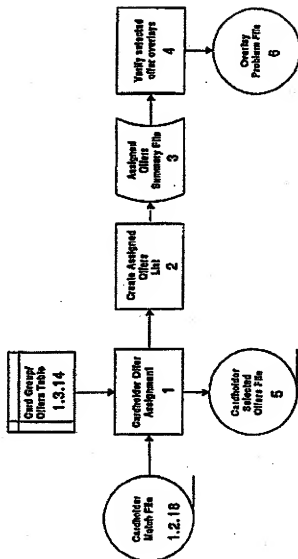 Card Group/
Offers Table
1.3.14
Cardholder
Match File
1.2.18
Cardholder Offer
Assignment
1
Cardholder
Selected
Offers File
5
Create Assigned
Offers
List
2
Assigned
Offers
Summary File
3
Verify selected
offer overlays
4
Overlay
Problem File
6